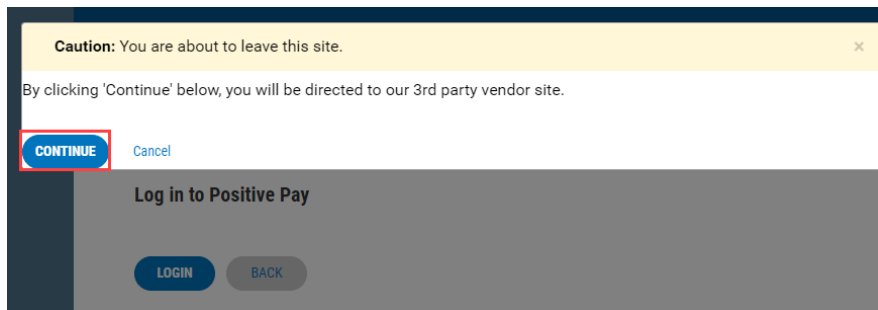 Caution: You are about to leave this site. ×
By clicking 'Continue' below, you will be directed to our 3rd party vendor site.
CONTINUE Cancel
Log in to Positive Pay
LOGIN BACK